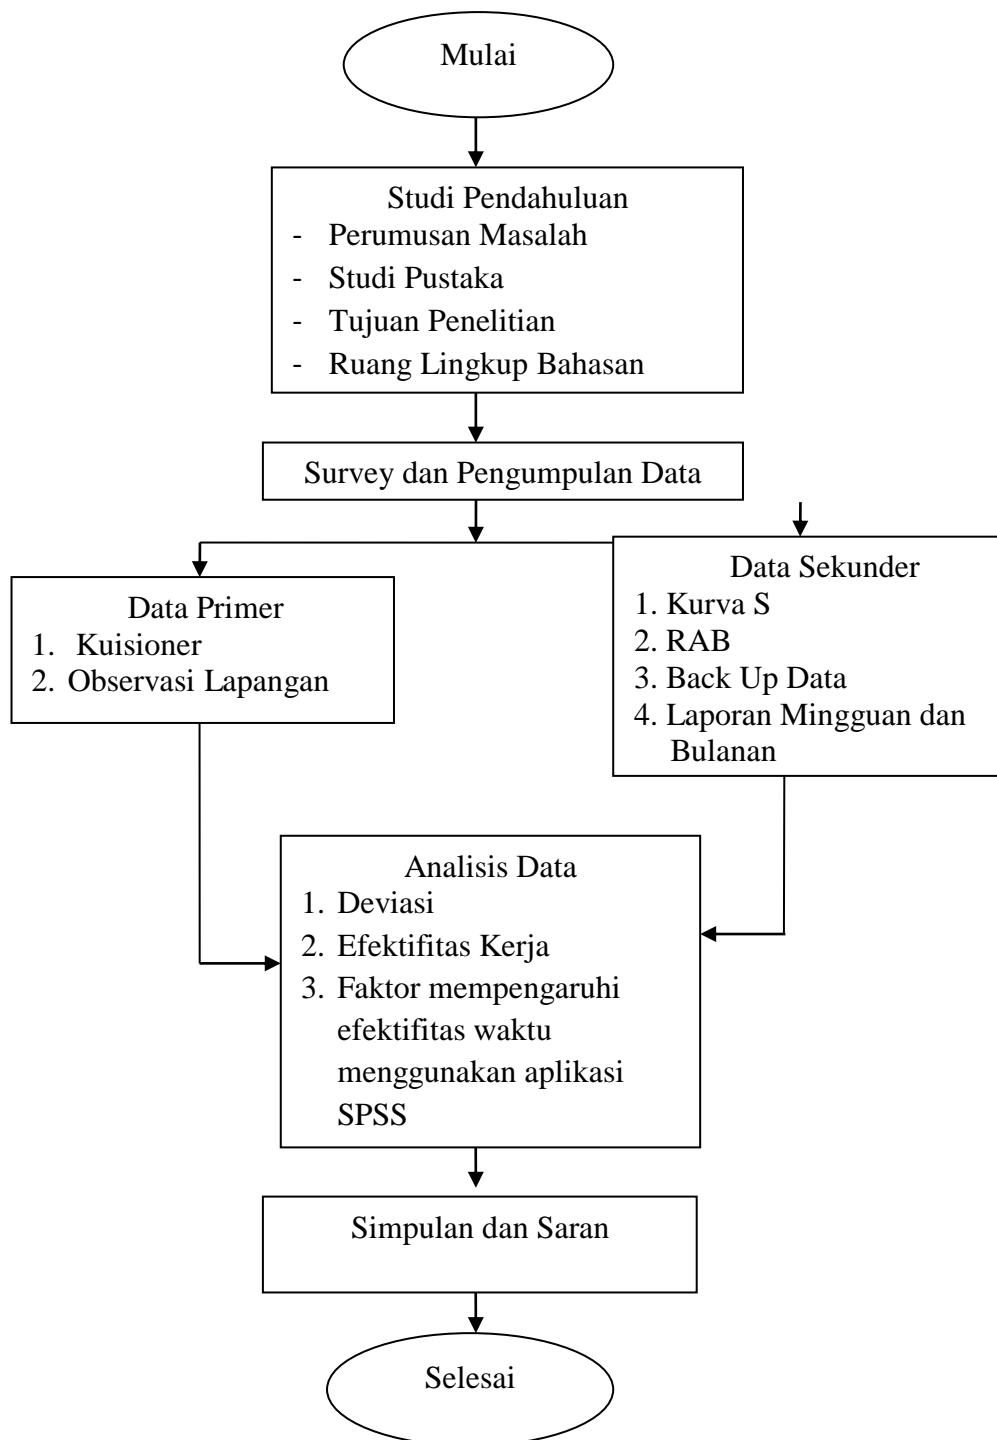 Mulai
Studi Pendahuluan
- Perumusan Masalah
- Studi Pustaka
- Tujuan Penelitian
- Ruang Lingkup Bahasan
Survey dan Pengumpulan Data
Data Primer
1. Kuisioner
2. Observasi Lapangan
Data Sekunder
1. Kurva S
2. RAB
3. Back Up Data
4. Laporan Mingguan dan
Bulanan
Analisis Data
1. Deviasi
2. Efektifitas Kerja
3. Faktor mempengaruhi
efektifitas waktu
menggunakan aplikasi
SPSS
Simpulan dan Saran
Selesai